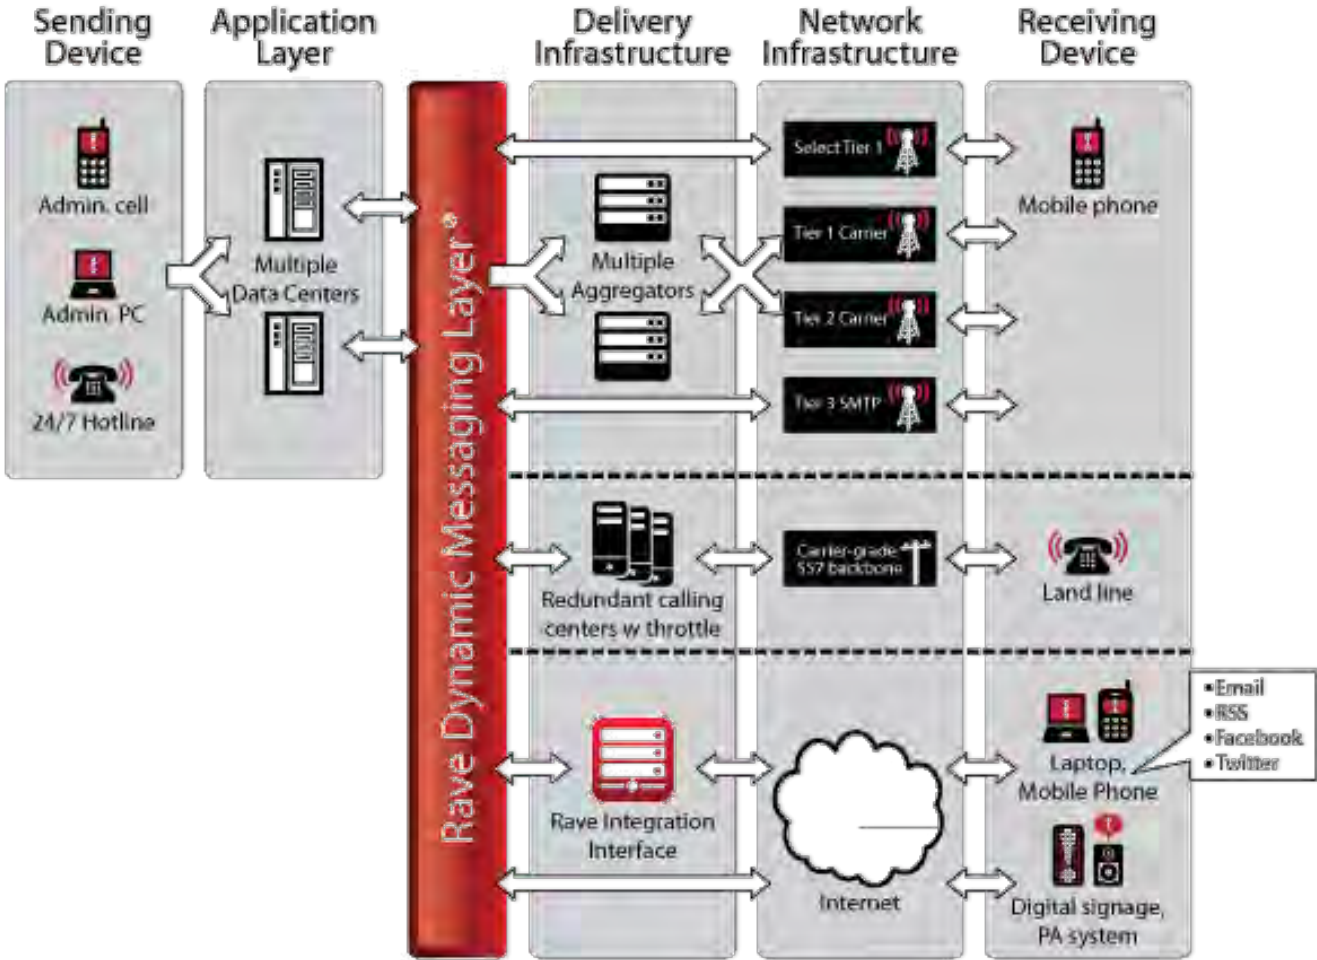 Sending
Device
Application
Layer
Delivery
Infrastructure
Network
Infrastructure
Receiving
Device
Admin. cell
Admin. PC
24/7 Hotline
Multiple
Data Centers
Rave Dynamic Messaging Layer®
Multiple
Aggregators
Select Tier 1
Tier 1 Carrier
Tier 2 Carrier
Tier 3 SMTP
Mobile phone
Redundant calling
centers w throttle
Carrier-grade
SS7 backbone
Land line
Rave Integration
Interface
Internet
Laptop,
Mobile Phone
•Email
•RSS
•Facebook
•Twitter
Digital signage,
PA system